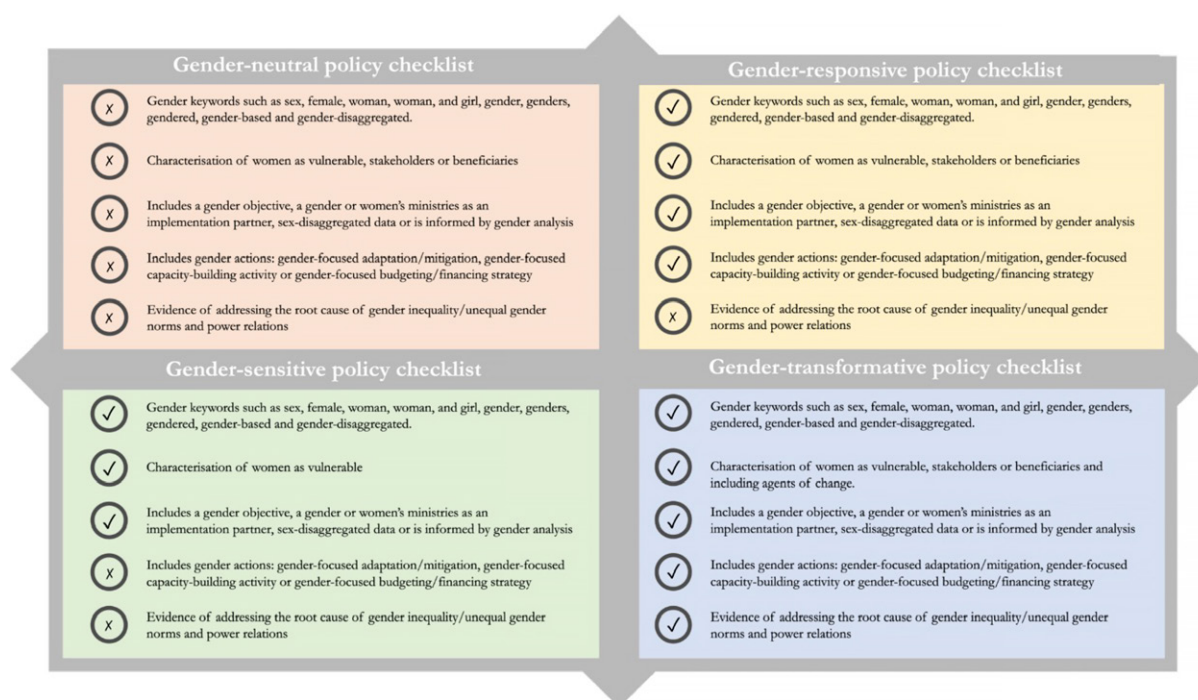 Gender-neutral policy checklist
✗ Gender keywords such as sex, female, woman, woman, and girl, gender, genders,
gendered, gender-based and gender-disaggregated.
✗ Characterisation of women as vulnerable, stakeholders or beneficiaries
✗ Includes a gender objective, a gender or women's ministries as an
implementation partner, sex-disaggregated data or is informed by gender analysis
✗ Includes gender actions: gender-focused adaptation/mitigation, gender-focused
capacity-building activity or gender-focused budgeting/financing strategy
✗ Evidence of addressing the root cause of gender inequality/unequal gender
norms and power relations
Gender-responsive policy checklist
✓ Gender keywords such as sex, female, woman, woman, and girl, gender, genders,
gendered, gender-based and gender-disaggregated.
✓ Characterisation of women as vulnerable, stakeholders or beneficiaries
✓ Includes a gender objective, a gender or women's ministries as an
implementation partner, sex-disaggregated data or is informed by gender analysis
✓ Includes gender actions: gender-focused adaptation/mitigation, gender-focused
capacity-building activity or gender-focused budgeting/financing strategy
✗ Evidence of addressing the root cause of gender inequality/unequal gender
norms and power relations
Gender-sensitive policy checklist
✓ Gender keywords such as sex, female, woman, woman, and girl, gender, genders,
gendered, gender-based and gender-disaggregated.
✓ Characterisation of women as vulnerable
✓ Includes a gender objective, a gender or women's ministries as an
implementation partner, sex-disaggregated data or is informed by gender analysis
✗ Includes gender actions: gender-focused adaptation/mitigation, gender-focused
capacity-building activity or gender-focused budgeting/financing strategy
✗ Evidence of addressing the root cause of gender inequality/unequal gender
norms and power relations
Gender-transformative policy checklist
✓ Gender keywords such as sex, female, woman, woman, and girl, gender, genders,
gendered, gender-based and gender-disaggregated.
✓ Characterisation of women as vulnerable, stakeholders or beneficiaries and
including agents of change.
✓ Includes a gender objective, a gender or women's ministries as an
implementation partner, sex-disaggregated data or is informed by gender analysis
✓ Includes gender actions: gender-focused adaptation/mitigation, gender-focused
capacity-building activity or gender-focused budgeting/financing strategy
✓ Evidence of addressing the root cause of gender inequality/unequal gender
norms and power relations